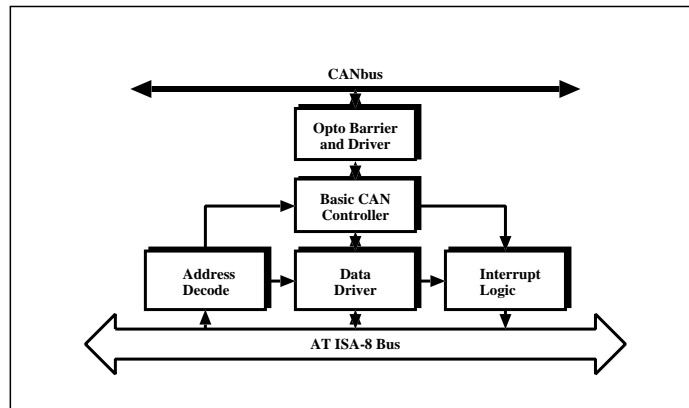 CANbus
Opto Barrier
and Driver
Basic CAN
Controller
Address
Decode
Data
Driver
Interrupt
Logic
AT ISA-8 Bus